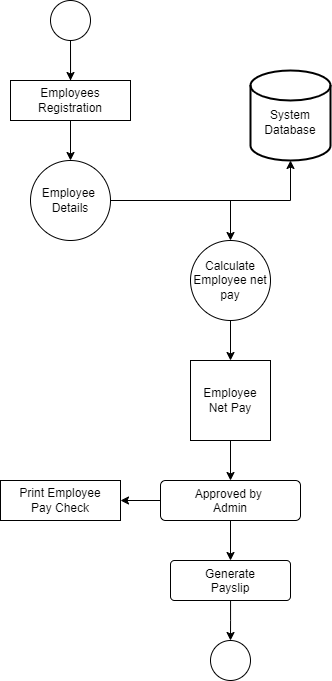 Employees
Registration
System
Database
Employee
Details
Calculate
Employee net
pay
Employee
Net Pay
Print Employee
Pay Check
Approved by
Admin
Generate
Payslip